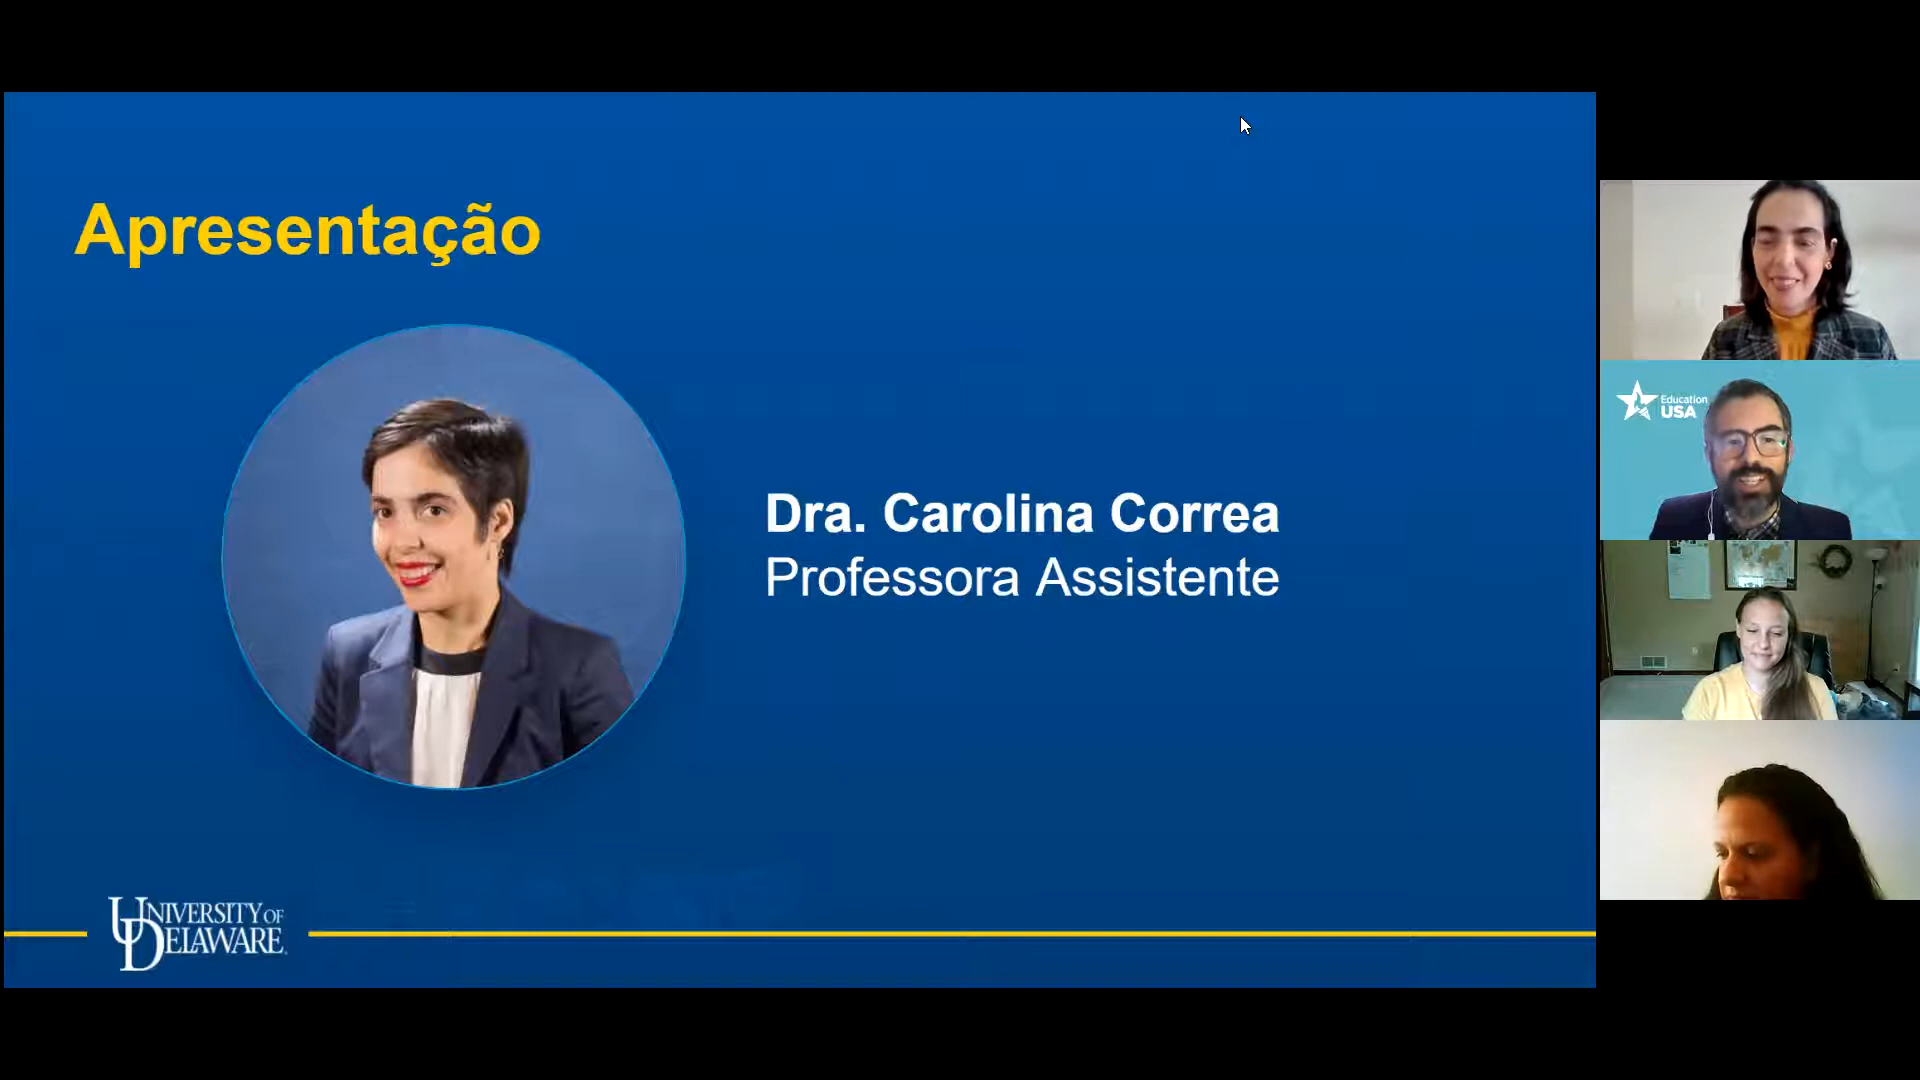 Apresentação
Dra. Carolina Correa
Professora Assistente
UNIVERSITY OF
DELAWARE
Education
USA